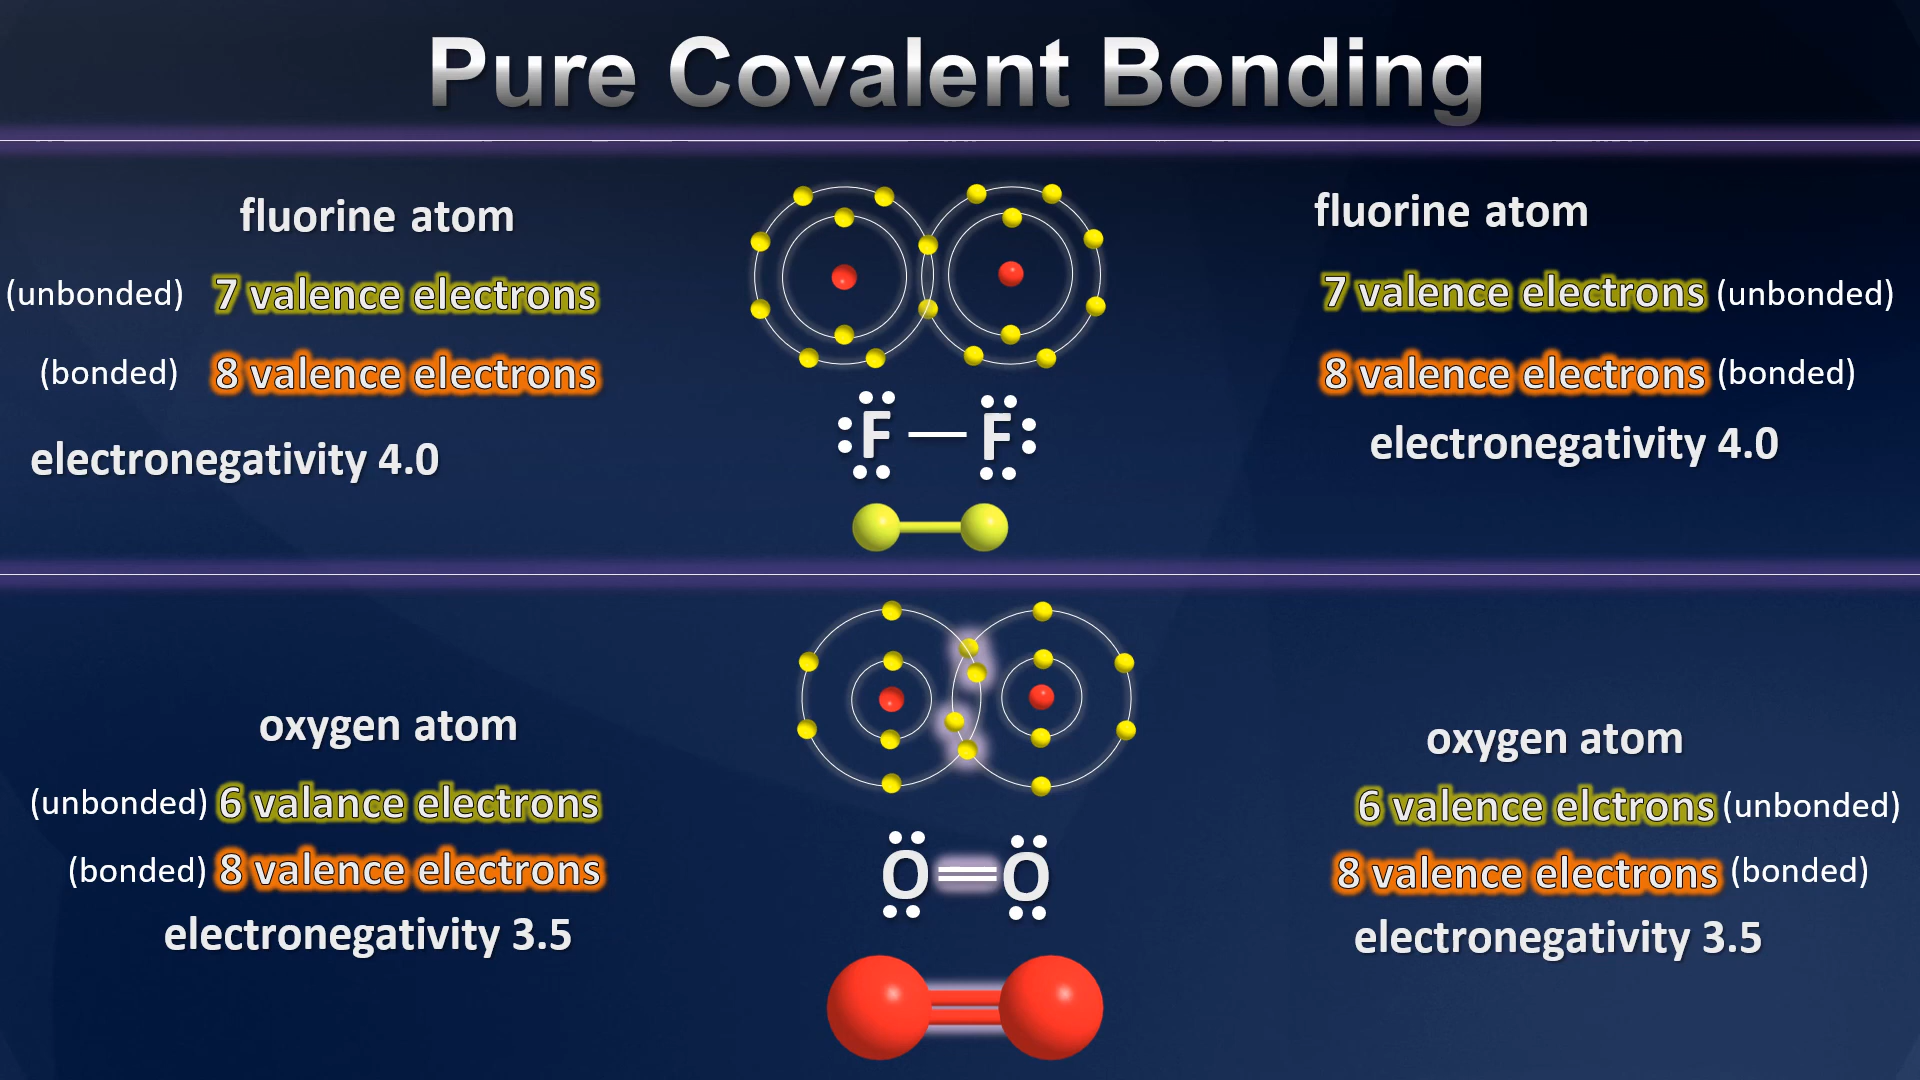 Pure Covalent Bonding
fluorine atom
(unbonded) 7 valence electrons
(bonded) 8 valence electrons
electronegativity 4.0
F — F
fluorine atom
7 valence electrons (unbonded)
8 valence electrons (bonded)
electronegativity 4.0
oxygen atom
(unbonded) 6 valance electrons
(bonded) 8 valence electrons
electronegativity 3.5
O = O
oxygen atom
6 valence elctrons (unbonded)
8 valence electrons (bonded)
electronegativity 3.5